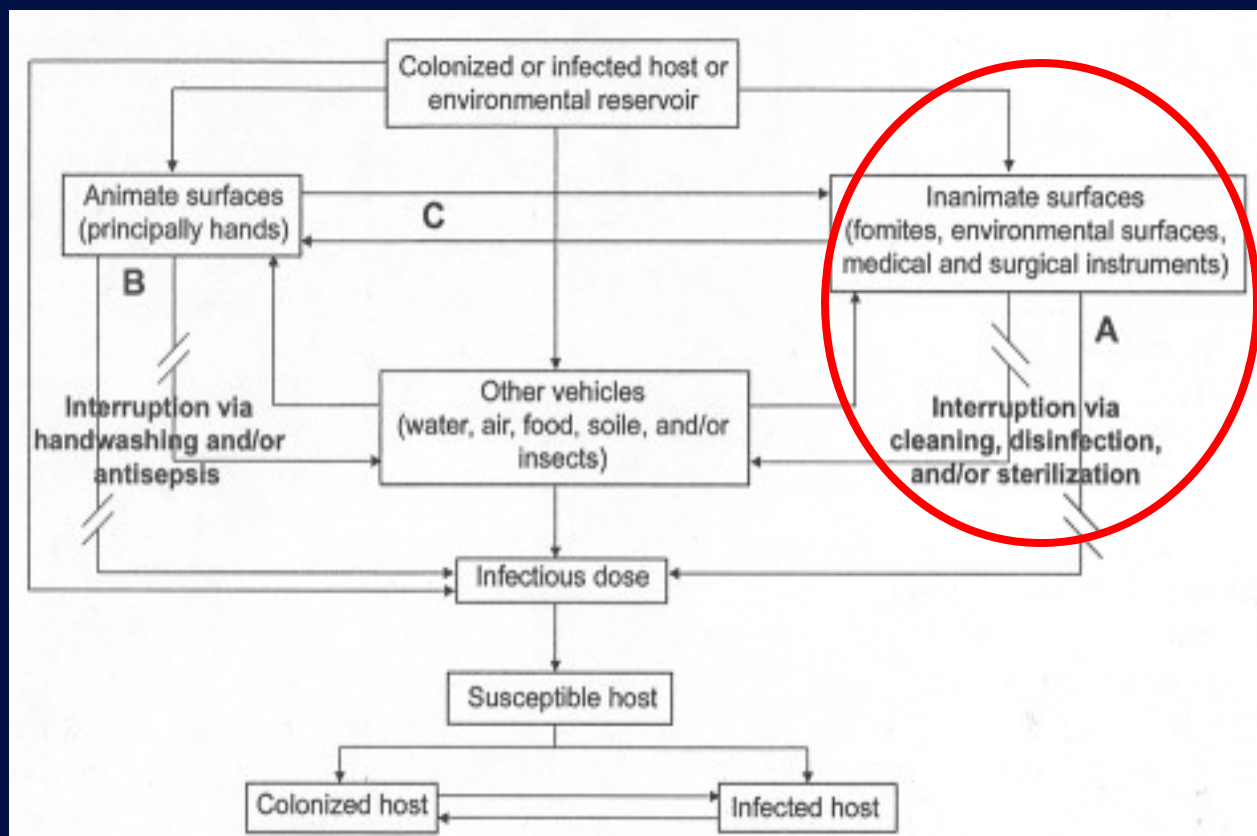 Colonized or infected host or
environmental reservoir
Animate surfaces
(principally hands)
C
Inanimate surfaces
(fomites, environmental surfaces,
medical and surgical instruments)
B
A
Other vehicles
(water, air, food, soile, and/or
insects)
Interruption via
handwashing and/or
antisepsis
Interruption via
cleaning, disinfection,
and/or sterilization
Infectious dose
Susceptible host
Colonized host
Infected host